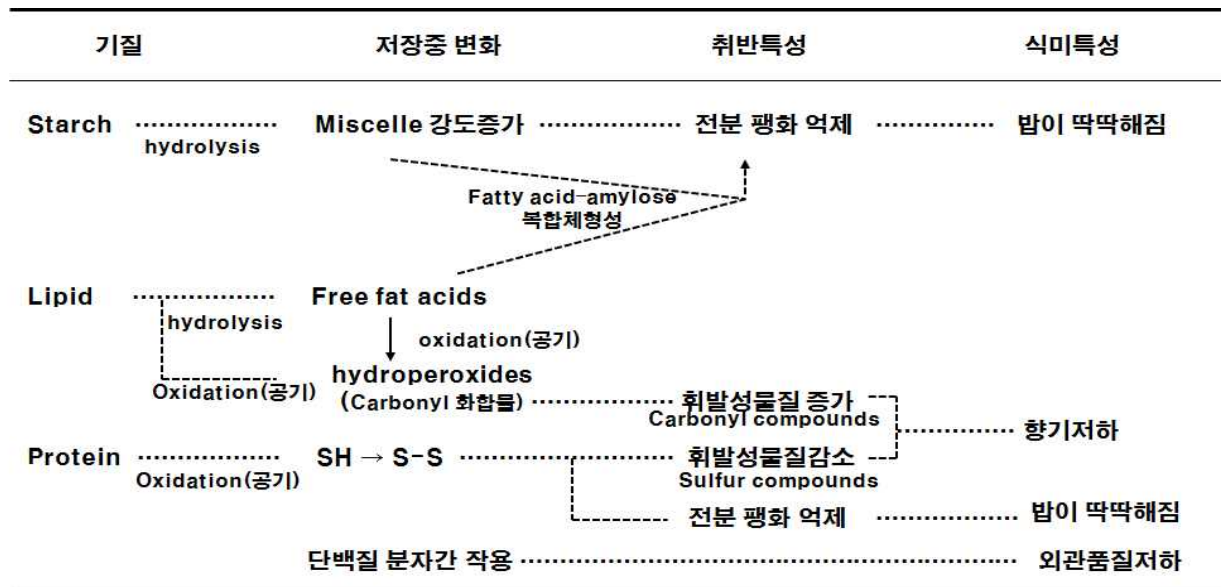 기질 저장중 변화 취반특성 식미특성
Starch Miscelle 강도증가 전분 팽화 억제 밥이 딱딱해짐
hydrolysis
Fatty acid-amylose
복합체형성
Lipid Free fat acids
hydrolysis
oxidation(공기)
hydroperoxides
Oxidation(공기) (Carbonyl 화합물) 휘발성물질 증가
Carbonyl compounds
향기저하
Protein SH → S-S 휘발성물질감소
Oxidation(공기) Sulfur compounds
전분 팽화 억제 밥이 딱딱해짐
단백질 분자간 작용 외관품질저하